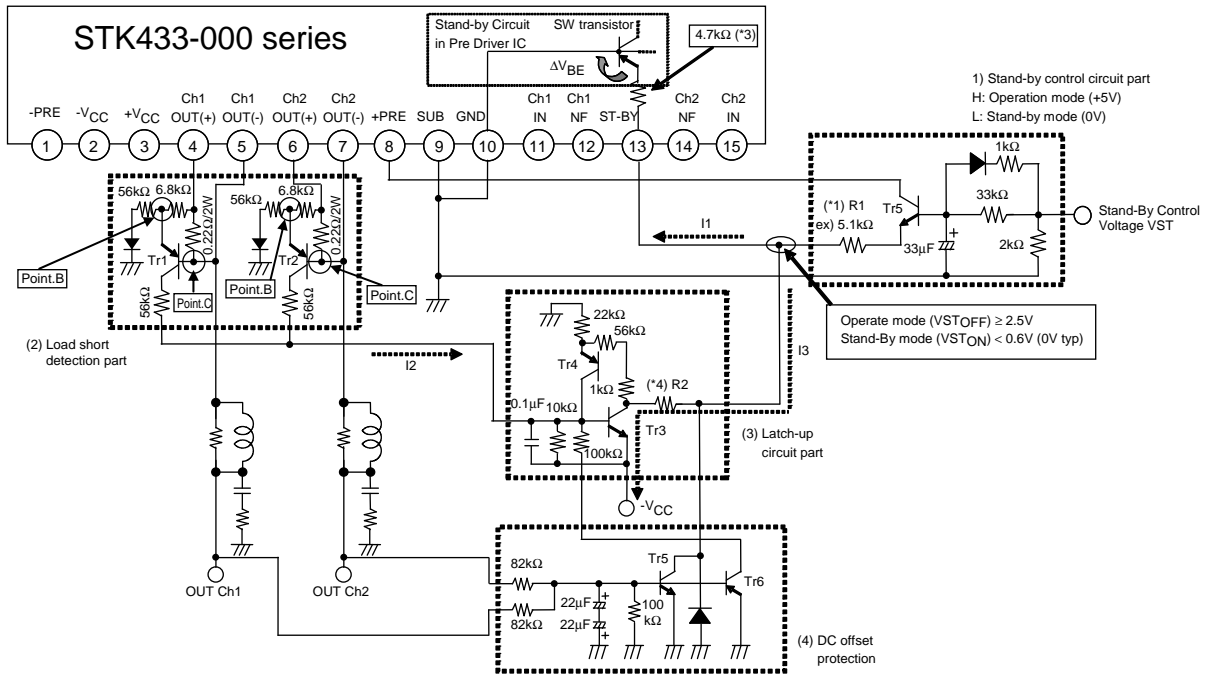 STK433-000 series
Stand-by Circuit
in Pre Driver IC
SW transistor
ΔVBE
4.7kΩ (*3)
1) Stand-by control circuit part
H: Operation mode (+5V)
L: Stand-by mode (0V)
-PRE
-VCC
+VCC
Ch1
OUT(+)
Ch1
OUT(-)
Ch2
OUT(+)
Ch2
OUT(-)
+PRE
SUB
GND
Ch1
IN
Ch1
NF
ST-BY
Ch2
NF
Ch2
IN
1
2
3
4
5
6
7
8
9
10
11
12
13
14
15
56kΩ
6.8kΩ
0.22Ω/2W
Tr1
56kΩ
56kΩ
6.8kΩ
0.22Ω/2W
Tr2
56kΩ
Point.B
Point.C
Point.B
Point.C
(2) Load short
detection part
I1
I2
I3
(*1) R1
ex) 5.1kΩ
Tr5
1kΩ
33kΩ
33μF
+
2kΩ
Stand-By Control
Voltage VST
Operate mode (VSTOFF) ≥ 2.5V
Stand-By mode (VSTON) < 0.6V (0V typ)
22kΩ
56kΩ
Tr4
1kΩ
(*4) R2
0.1μF
10kΩ
Tr3
100kΩ
(3) Latch-up
circuit part
-VCC
OUT Ch1
OUT Ch2
82kΩ
82kΩ
22μF
+
22μF
+
100
kΩ
Tr5
Tr6
(4) DC offset
protection